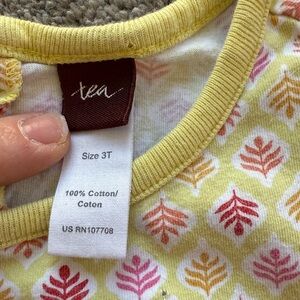 tea
Size 3T
100% Cotton/
Coton
US RN107708